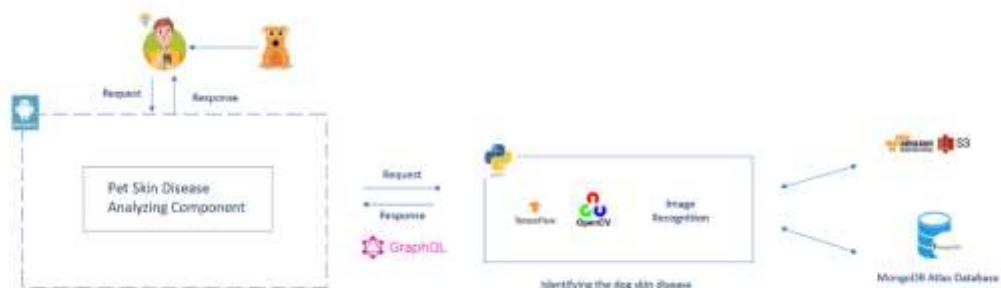 Request
Response
Pet Skin Disease
Analyzing Component
Request
Response
GraphQL
TensorFlow
OpenCV
Image
Recognition
Identifying the dog skin disease
amazon
S3
MongoDB Atlas Database